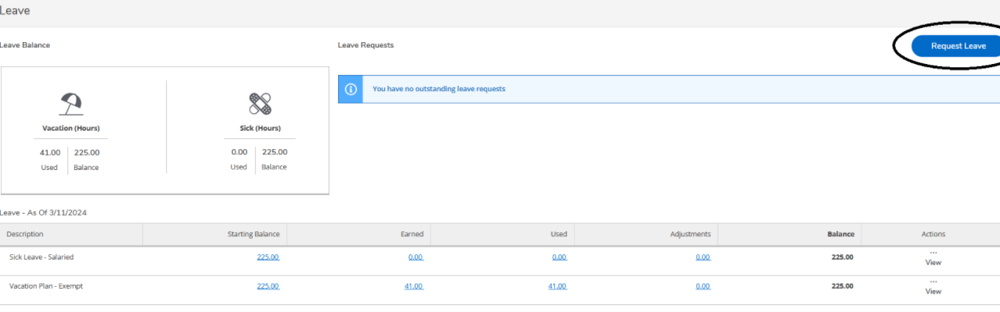 Leave
Leave Balance
Leave Requests
Request Leave
You have no outstanding leave requests
Vacation (Hours)
Sick (Hours)
41.00 225.00
Used Balance
0.00 225.00
Used Balance
Leave - As Of 3/11/2024
Description Starting Balance Earned Used Adjustments Balance Actions
Sick Leave - Salaried 225.00 0.00 0.00 0.00 225.00 ...
View
Vacation Plan - Exempt 225.00 41.00 41.00 0.00 225.00 ...
View